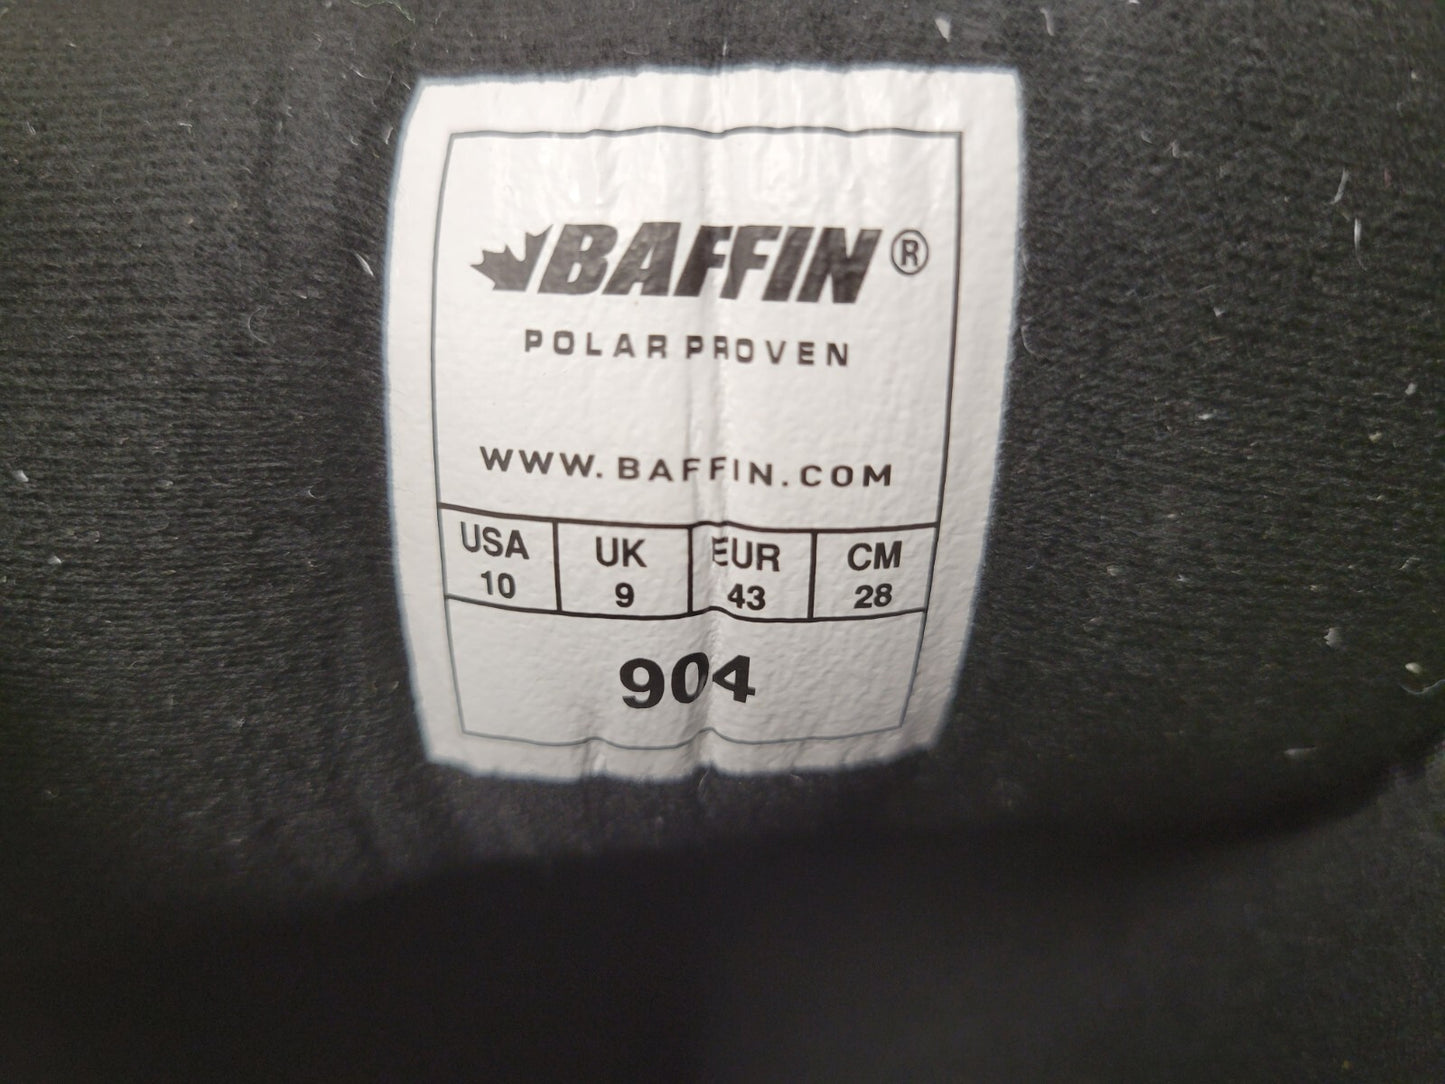 BAFFIN®
POLAR PROVEN
WWW.BAFFIN.COM
USA UK EUR CM
10 9 43 28
904